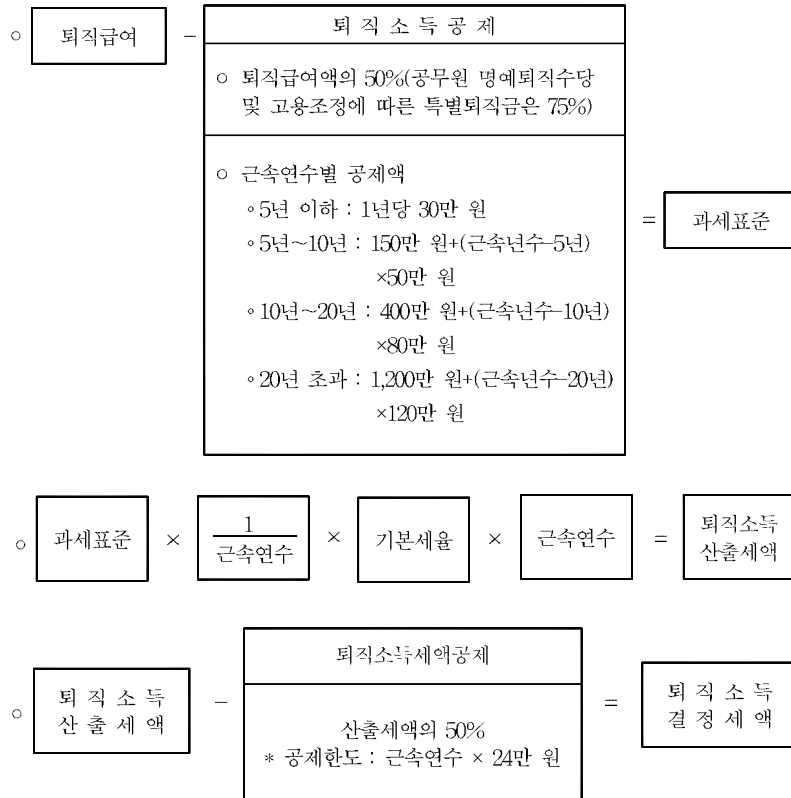 ○ 퇴직급여 − 퇴 직 소 득 공 제
○ 퇴직급여액의 50%(공무원 명예퇴직수당
및 고용조정에 따른 특별퇴직금은 75%)
○ 근속연수별 공제액
∘5년 이하 : 1년당 30만 원
∘5년~10년 : 150만 원+(근속년수-5년)
×50만 원
∘10년~20년 : 400만 원+(근속년수-10년)
×80만 원
∘20년 초과 : 1,200만 원+(근속년수-20년)
×120만 원
= 과세표준
○ 과세표준 × 1/근속연수 × 기본세율 × 근속연수 = 퇴직소득
산출세액
○ 퇴 직 소 득
산 출 세 액
−
퇴직소득세액공제
산출세액의 50%
* 공제한도 : 근속연수 × 24만 원
=
퇴 직 소 득
결 정 세 액